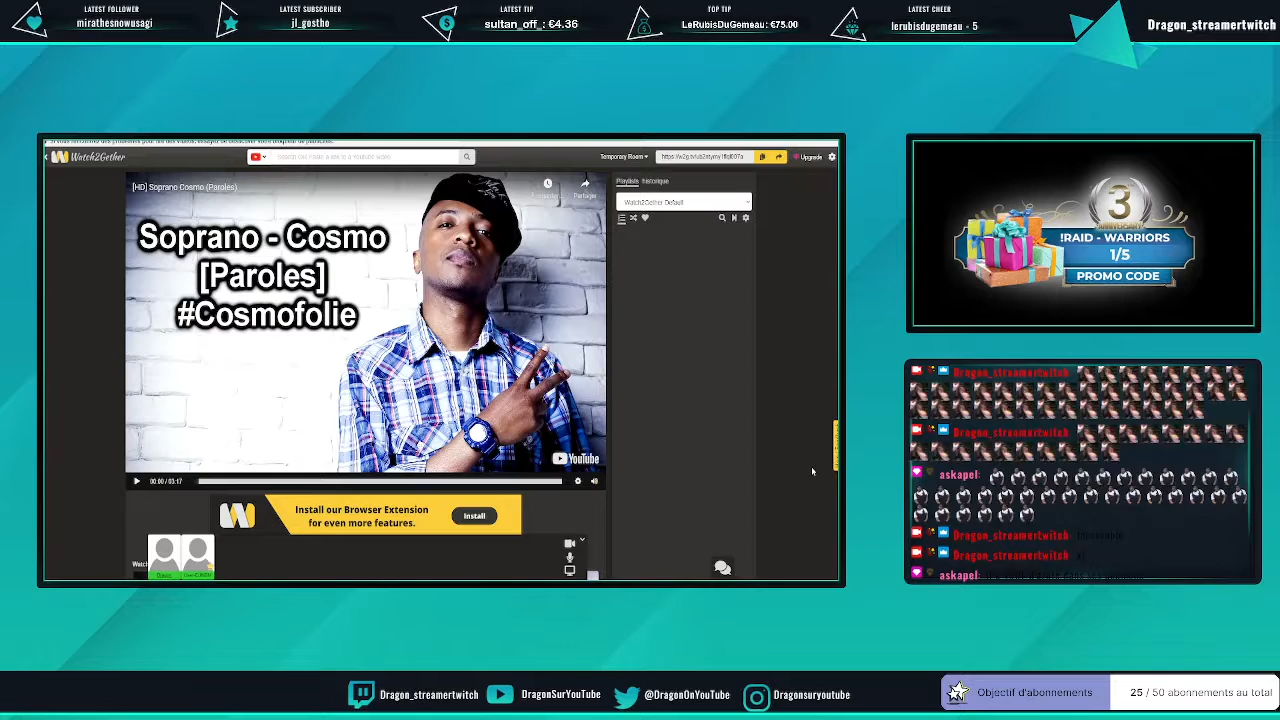 LATEST FOLLOWER
mirathesnowusagi
LATEST SUBSCRIBER
jl_gostho
LATEST TIP
sultan_off_: €4.36
TOP TIP
LeRubisDuGemeau: €75.00
LATEST CHEER
lerubisdugemeau - 5
Dragon_streamertwitch
Watch2Gether
Temporary Room
Upgrade
[HD] Soprano Cosmo (Paroles)
Partager
Playlists historique
Watch2Gether Default
Soprano - Cosmo
[Paroles]
#Cosmofolie
YouTube
00:00 / 03:17
Install our Browser Extension
for even more features.
Install
3
ANNIVERSARY
!RAID - WARRIORS
1/5
PROMO CODE
Dragon_streamertwitch
Dragon_streamertwitch
askapel:
Dragon_streamertwitch
Dragon_streamertwitch
askapel:
Dragon_streamertwitch
DragonSurYouTube
@DragonOnYouTube
Dragonsuryoutube
Objectif d'abonnements
25 / 50 abonnements au total